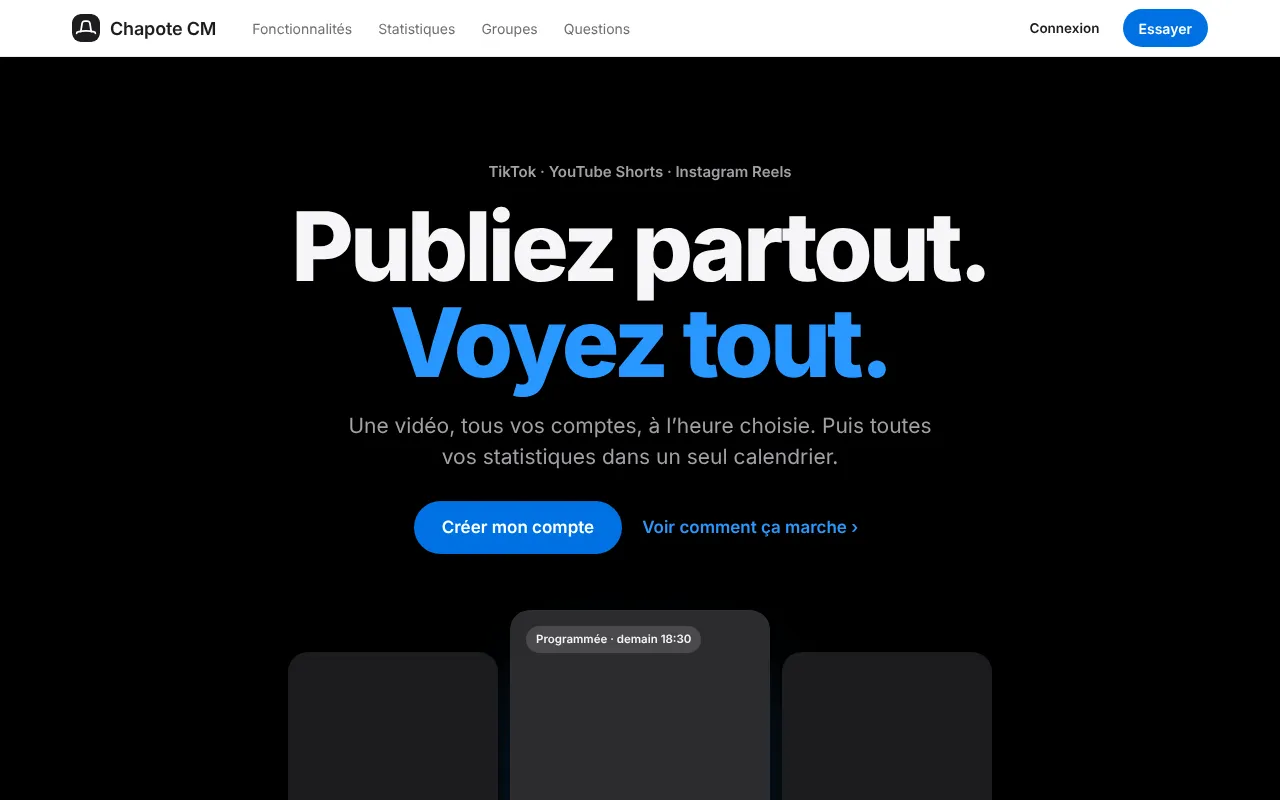 Chapote CM
Fonctionnalités
Statistiques
Groupes
Questions
Connexion
Essayer
TikTok · YouTube Shorts · Instagram Reels
Publiez partout.
Voyez tout.
Une vidéo, tous vos comptes, à l’heure choisie. Puis toutes
vos statistiques dans un seul calendrier.
Créer mon compte
Voir comment ça marche ›
Programmée · demain 18:30